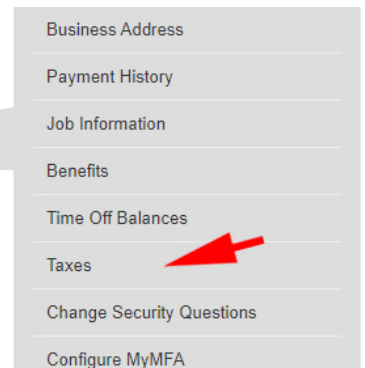 Business Address
Payment History
Job Information
Benefits
Time Off Balances
Taxes
Change Security Questions
Configure MyMFA